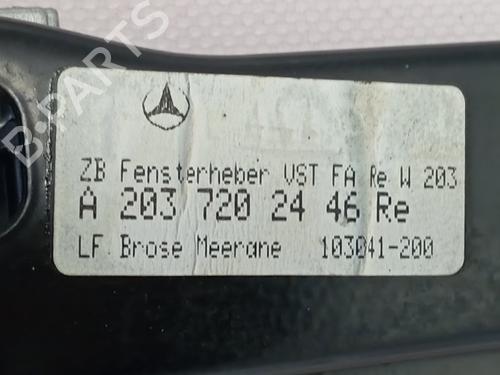 B-PARTS
ZB Fensterheber VST FA Re W 203
A 203 720 24 46 Re
LF Brose Meerane 103041-200